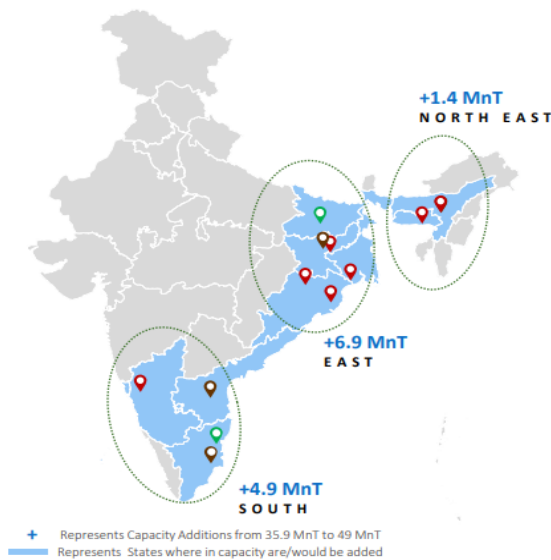 +1.4 MnT
NORTH EAST
+6.9 MnT
EAST
+4.9 MnT
SOUTH
+ Represents Capacity Additions from 35.9 MnT to 49 MnT
Represents States where in capacity are/would be added